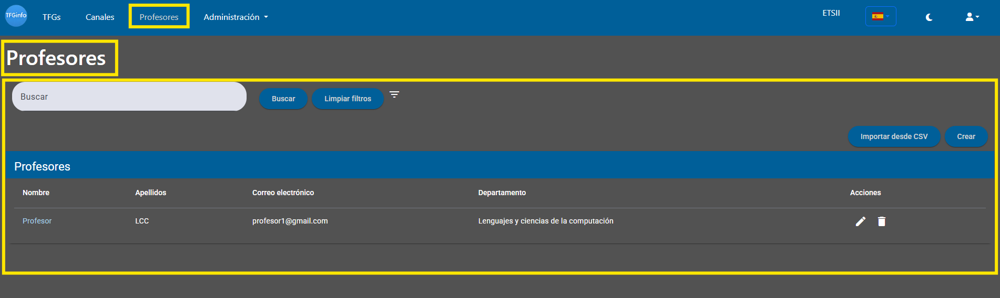 TFGinfo TFGs Canales Profesores Administración ETSII
Profesores
Buscar Buscar Limpiar filtros
Importar desde CSV Crear
Profesores
Nombre Apellidos Correo electrónico Departamento Acciones
Profesor LCC profesor1@gmail.com Lenguajes y ciencias de la computación